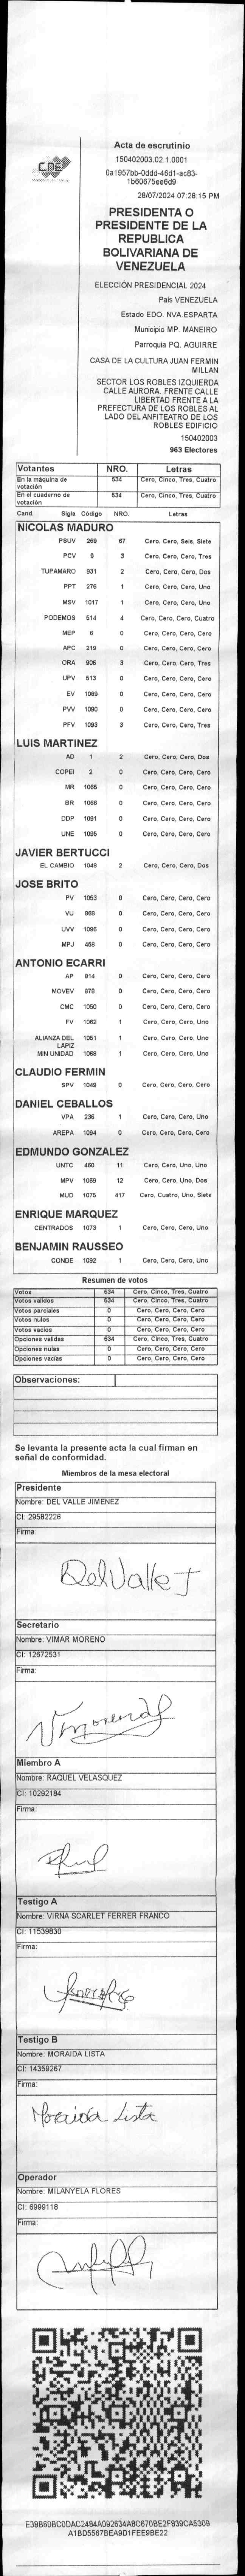 CNE
Acta de escrutinio
150402003.02.1.0001
0a1957bb-0ddd-46d1-ac83-
1b60675ee6d9
28/07/2024 07:26:15 PM
PRESIDENTA O
PRESIDENTE DE LA
REPUBLICA
BOLIVARIANA DE
VENEZUELA
ELECCIÓN PRESIDENCIAL 2024
País VENEZUELA
Estado EDO. NVA.ESPARTA
Municipio MP. MANEIRO
Parroquia PQ. AGUIRRE
CASA DE LA CULTURA JUAN FERMIN
MILLAN
SECTOR LOS ROBLES IZQUIERDA
CALLE AURORA. FRENTE CALLE
LIBERTAD FRENTE A LA
PREFECTURA DE LOS ROBLES AL
LADO DEL ANFITEATRO DE LOS
ROBLES EDIFICIO
150402003
963 Electores
Votantes NRO. Letras
En la máquina de votación 534 Cero, Cinco, Tres, Cuatro
En el cuaderno de votación 534 Cero, Cinco, Tres, Cuatro
Cand. Sigla Código NRO. Letras
NICOLAS MADURO
PSUV 269 67 Cero, Cero, Seis, Siete
PCV 9 3 Cero, Cero, Cero, Tres
TUPAMARO 931 2 Cero, Cero, Cero, Dos
PPT 276 1 Cero, Cero, Cero, Uno
MSV 1017 1 Cero, Cero, Cero, Uno
PODEMOS 514 4 Cero, Cero, Cero, Cuatro
MEP 6 0 Cero, Cero, Cero, Cero
APC 219 0 Cero, Cero, Cero, Cero
ORA 906 3 Cero, Cero, Cero, Tres
UPV 513 0 Cero, Cero, Cero, Cero
EV 1089 0 Cero, Cero, Cero, Cero
PVV 1090 0 Cero, Cero, Cero, Cero
PFV 1093 3 Cero, Cero, Cero, Tres
LUIS MARTINEZ
AD 1 2 Cero, Cero, Cero, Dos
COPEI 2 0 Cero, Cero, Cero, Cero
MR 1065 0 Cero, Cero, Cero, Cero
BR 1066 0 Cero, Cero, Cero, Cero
DDP 1091 0 Cero, Cero, Cero, Cero
UNE 1095 0 Cero, Cero, Cero, Cero
JAVIER BERTUCCI
EL CAMBIO 1048 2 Cero, Cero, Cero, Dos
JOSE BRITO
PV 1053 0 Cero, Cero, Cero, Cero
VU 868 0 Cero, Cero, Cero, Cero
UVV 1096 0 Cero, Cero, Cero, Cero
MPJ 458 0 Cero, Cero, Cero, Cero
ANTONIO ECARRI
AP 814 0 Cero, Cero, Cero, Cero
MOVEV 878 0 Cero, Cero, Cero, Cero
CMC 1050 0 Cero, Cero, Cero, Cero
FV 1062 1 Cero, Cero, Cero, Uno
ALIANZA DEL LAPIZ 1051 1 Cero, Cero, Cero, Uno
MIN UNIDAD 1068 1 Cero, Cero, Cero, Uno
CLAUDIO FERMIN
SPV 1049 0 Cero, Cero, Cero, Cero
DANIEL CEBALLOS
VPA 236 1 Cero, Cero, Cero, Uno
AREPA 1094 0 Cero, Cero, Cero, Cero
EDMUNDO GONZALEZ
UNTC 460 11 Cero, Cero, Uno, Uno
MPV 1069 12 Cero, Cero, Uno, Dos
MUD 1075 417 Cero, Cuatro, Uno, Siete
ENRIQUE MARQUEZ
CENTRADOS 1073 1 Cero, Cero, Cero, Uno
BENJAMIN RAUSSEO
CONDE 1092 1 Cero, Cero, Cero, Uno
Resumen de votos
Votos 534 Cero, Cinco, Tres, Cuatro
Votos validos 534 Cero, Cinco, Tres, Cuatro
Votos parciales 0 Cero, Cero, Cero, Cero
Votos nulos 0 Cero, Cero, Cero, Cero
Votos vacios 0 Cero, Cero, Cero, Cero
Opciones validas 534 Cero, Cinco, Tres, Cuatro
Opciones nulas 0 Cero, Cero, Cero, Cero
Opciones vacias 0 Cero, Cero, Cero, Cero
Observaciones:
Se levanta la presente acta la cual firman en
señal de conformidad.
Miembros de la mesa electoral
Presidente
Nombre: DEL VALLE JIMENEZ
CI: 29582226
Firma:
DelValle J
Secretario
Nombre: VIMAR MORENO
CI: 12672531
Firma:
Miembro A
Nombre: RAQUEL VELASQUEZ
CI: 10292184
Firma:
Testigo A
Nombre: VIRNA SCARLET FERRER FRANCO
CI: 11539830
Firma:
Testigo B
Nombre: MORAIDA LISTA
CI: 14359267
Firma:
Moraida Lista
Operador
Nombre: MILANYELA FLORES
CI: 6999118
Firma:
E38B60BC0DAC2484AD92634A8C670BE2F839CA5309
A1BD5567BEA9D1FEE9BE22